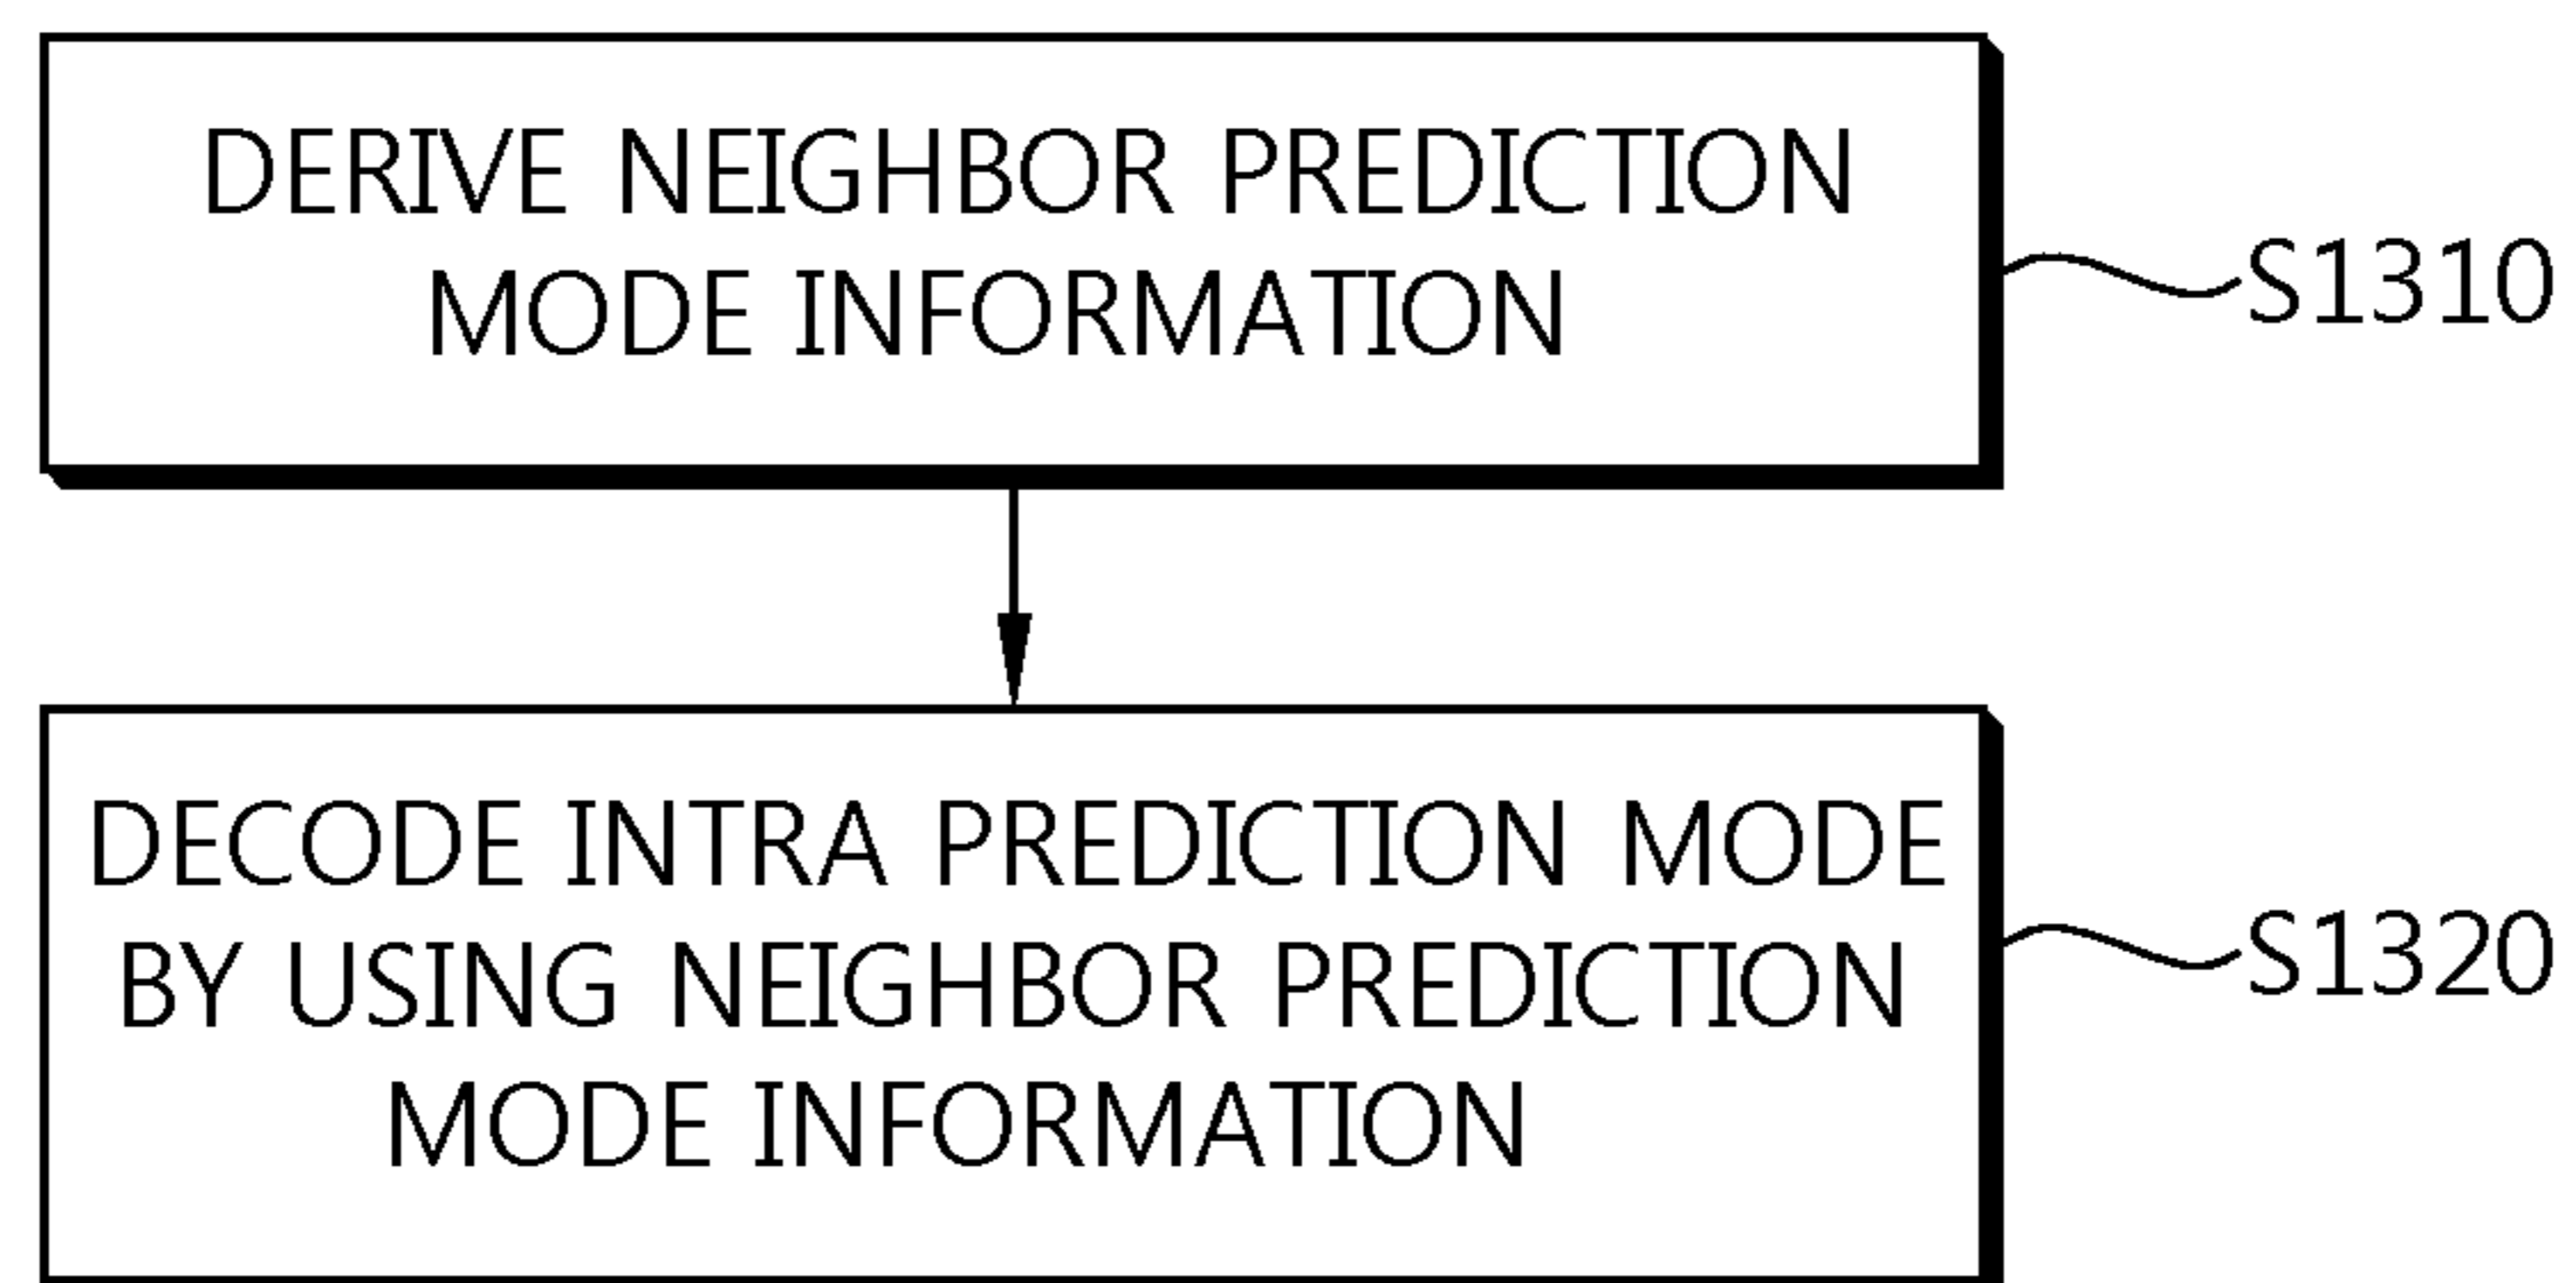 DERIVE NEIGHBOR PREDICTION
MODE INFORMATION
S1310
DECODE INTRA PREDICTION MODE
BY USING NEIGHBOR PREDICTION
MODE INFORMATION
S1320